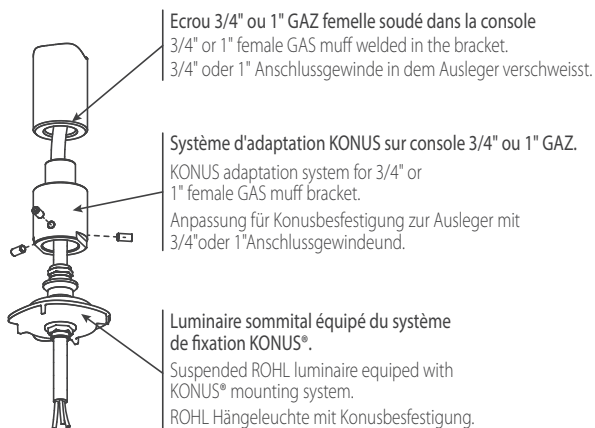 Ecrou 3/4" ou 1" GAZ femelle soudé dans la console
3/4" or 1" female GAS muff welded in the bracket.
3/4" oder 1" Anschlussgewinde in dem Ausleger verschweisst.
Système d'adaptation KONUS sur console 3/4" ou 1" GAZ.
KONUS adaptation system for 3/4" or
1" female GAS muff bracket.
Anpassung für Konusbesfestigung zur Ausleger mit
3/4"oder 1"Anschlussgewindeund.
Luminaire sommital équipé du système
de fixation KONUS®.
Suspended ROHL luminaire equiped with
KONUS® mounting system.
ROHL Hängeleuchte mit Konusbesfestigung.